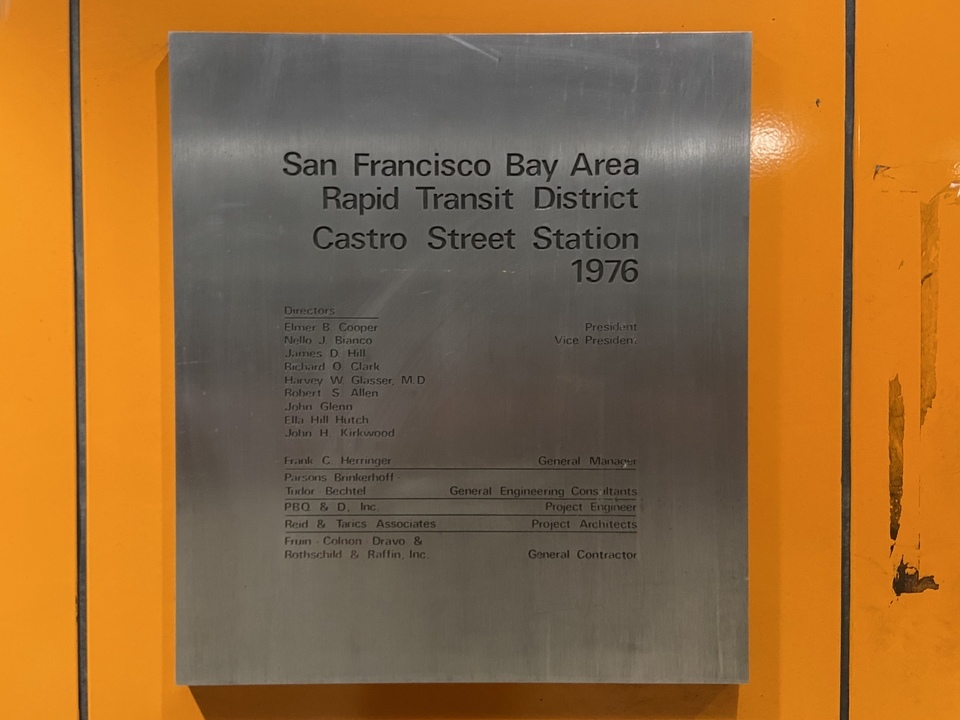 San Francisco Bay Area
Rapid Transit District
Castro Street Station
1976
Directors
Elmer B. Cooper President
Nello J. Bianco Vice President
James D. Hill
Richard O. Clark
Harvey W. Glasser, M.D.
Robert S. Allen
John Glenn
Ella Hill Hutch
John H. Kirkwood
Frank C. Herringer General Manager
Parsons Brinkerhoff
Tudor · Bechtel General Engineering Consultants
PBQ & D, Inc. Project Engineer
Reid & Tarics Associates Project Architects
Fruin · Colnon · Dravo &
Rothschild & Raffin, Inc. General Contractor